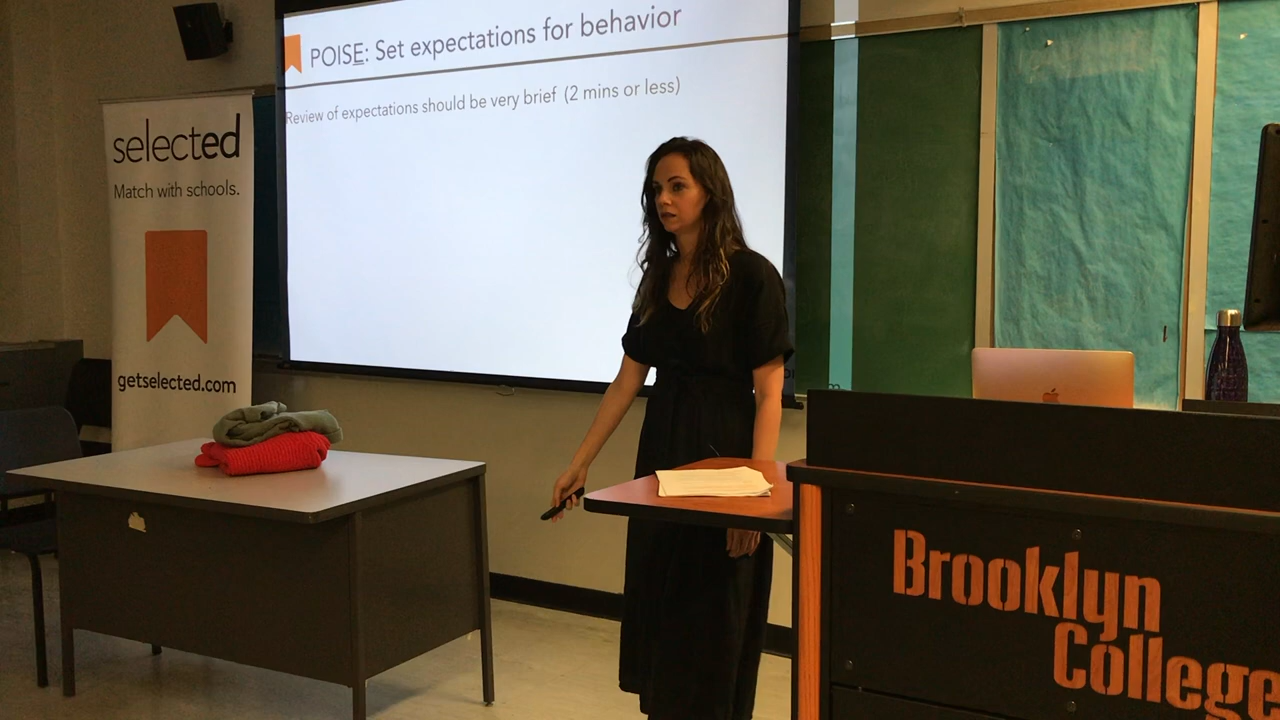 POISE: Set expectations for behavior
Review of expectations should be very brief (2 mins or less)
selected
Match with schools.
getselected.com
Brooklyn
College